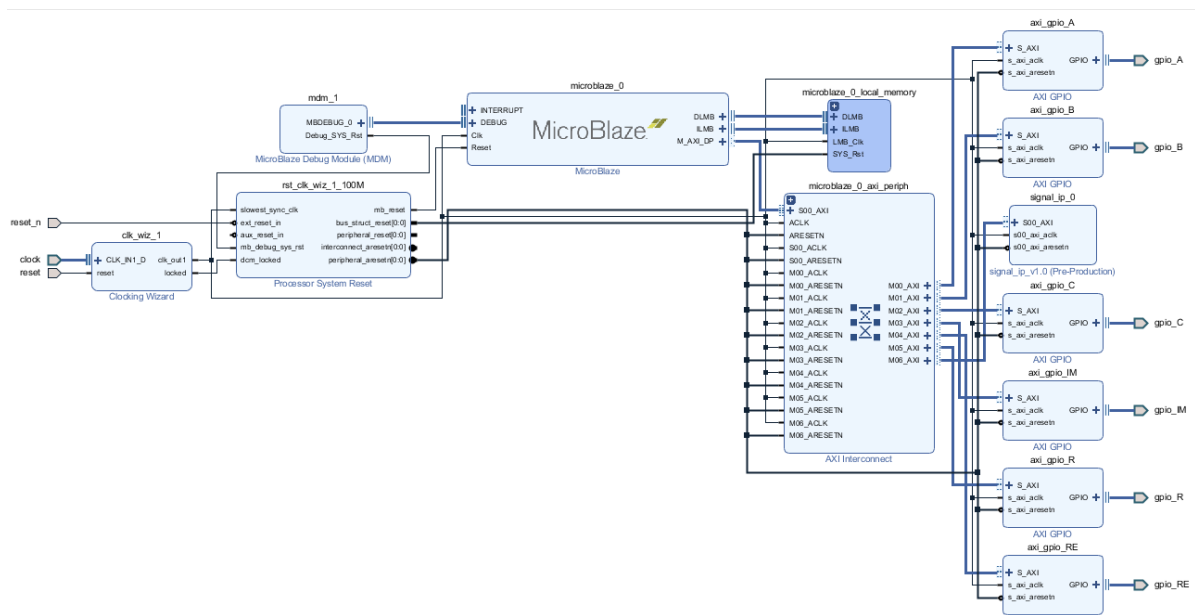 reset_n
clock
reset
clk_wiz_1
CLK_IN1_D
reset
clk_out1
locked
Clocking Wizard
mdm_1
MBDEBUG_0
Debug_SYS_Rst
MicroBlaze Debug Module (MDM)
rst_clk_wiz_1_100M
slowest_sync_clk
ext_reset_in
aux_reset_in
mb_debug_sys_rst
dcm_locked
mb_reset
bus_struct_reset[0:0]
peripheral_reset[0:0]
interconnect_aresetn[0:0]
peripheral_aresetn[0:0]
Processor System Reset
microblaze_0
INTERRUPT
DEBUG
Clk
Reset
MicroBlaze
DLMB
ILMB
M_AXI_DP
MicroBlaze
microblaze_0_local_memory
DLMB
ILMB
LMB_Clk
SYS_Rst
microblaze_0_axi_periph
S00_AXI
ACLK
ARESETN
S00_ACLK
S00_ARESETN
M00_ACLK
M00_ARESETN
M01_ACLK
M01_ARESETN
M02_ACLK
M02_ARESETN
M03_ACLK
M03_ARESETN
M04_ACLK
M04_ARESETN
M05_ACLK
M05_ARESETN
M06_ACLK
M06_ARESETN
M00_AXI
M01_AXI
M02_AXI
M03_AXI
M04_AXI
M05_AXI
M06_AXI
AXI Interconnect
axi_gpio_A
S_AXI
s_axi_aclk
s_axi_aresetn
GPIO
gpio_A
AXI GPIO
axi_gpio_B
S_AXI
s_axi_aclk
s_axi_aresetn
GPIO
gpio_B
AXI GPIO
signal_ip_0
S00_AXI
s00_axi_aclk
s00_axi_aresetn
signal_ip_v1.0 (Pre-Production)
axi_gpio_C
S_AXI
s_axi_aclk
s_axi_aresetn
GPIO
gpio_C
AXI GPIO
axi_gpio_IM
S_AXI
s_axi_aclk
s_axi_aresetn
GPIO
gpio_IM
AXI GPIO
axi_gpio_R
S_AXI
s_axi_aclk
s_axi_aresetn
GPIO
gpio_R
AXI GPIO
axi_gpio_RE
S_AXI
s_axi_aclk
s_axi_aresetn
GPIO
gpio_RE